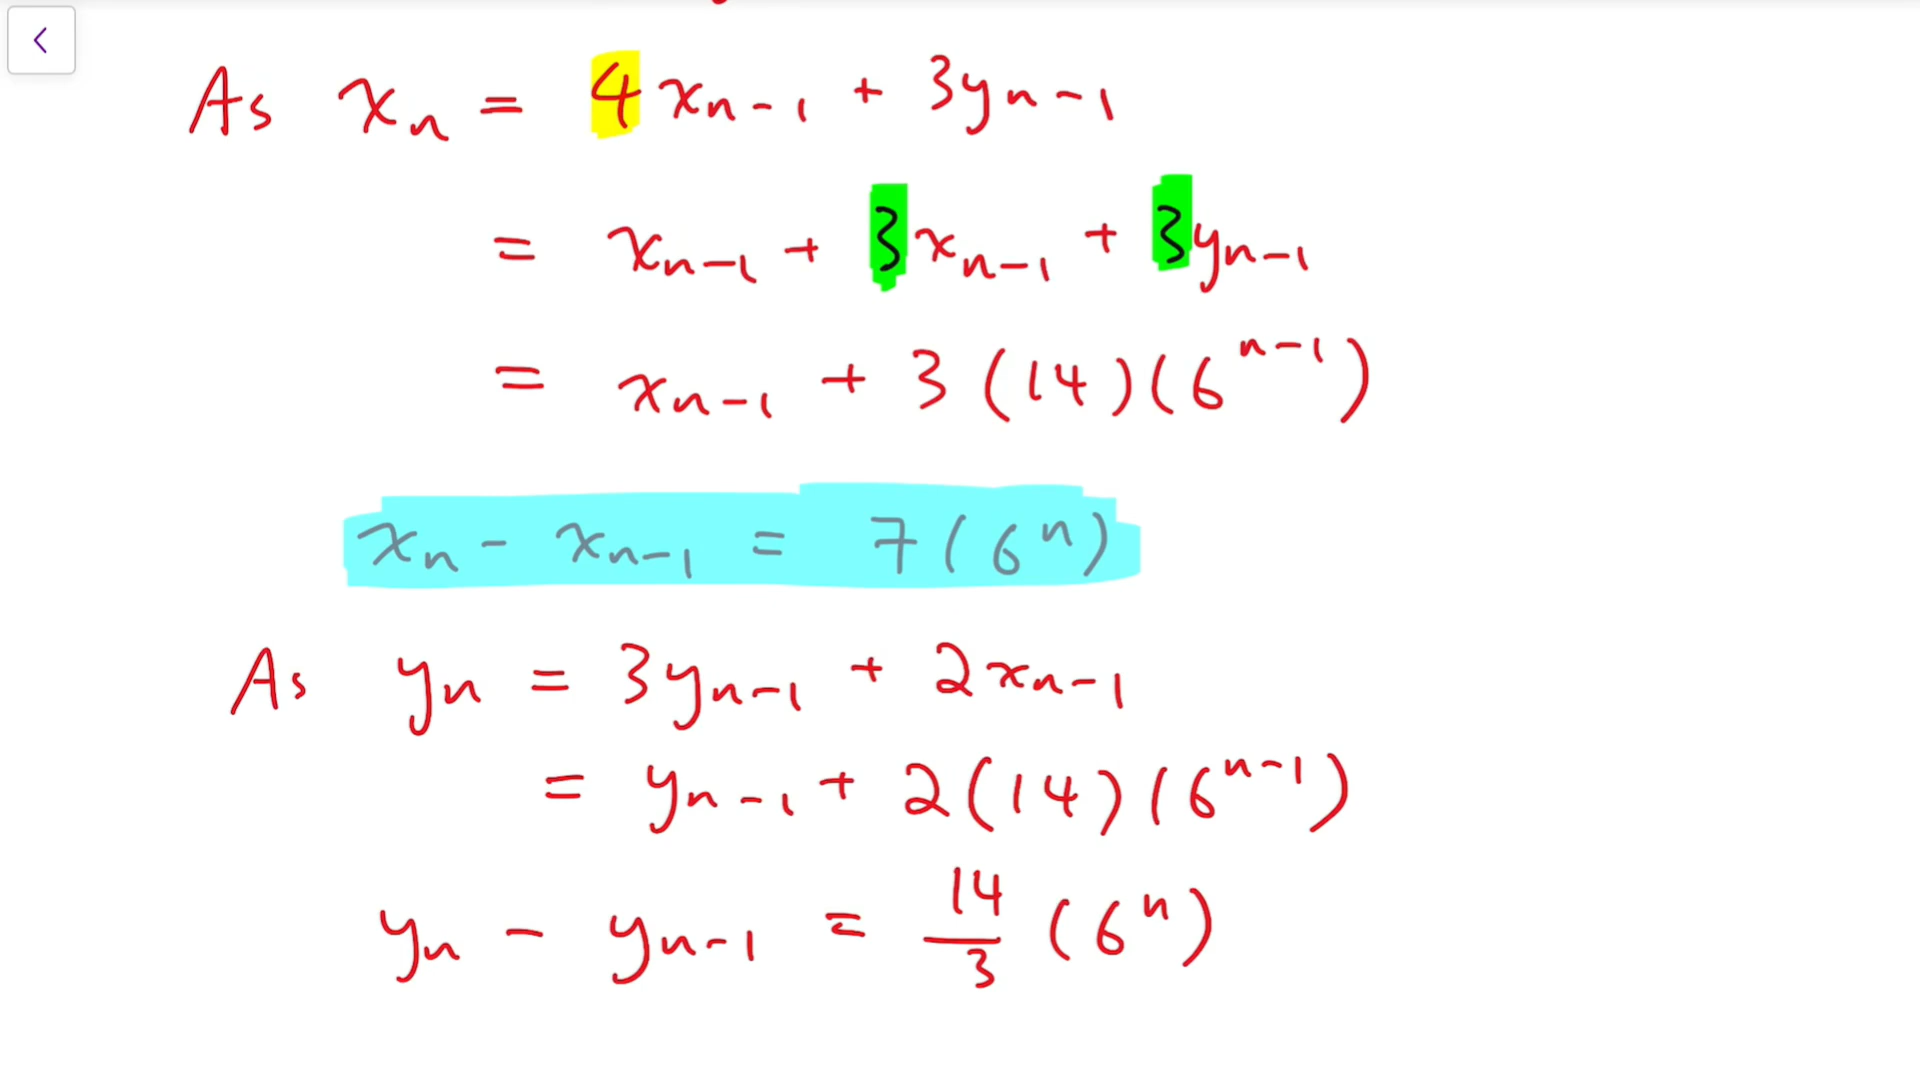 As xₙ = 4xₙ₋₁ + 3yₙ₋₁
= xₙ₋₁ + 3xₙ₋₁ + 3yₙ₋₁
= xₙ₋₁ + 3(14)(6ⁿ⁻¹)
xₙ - xₙ₋₁ = 7(6ⁿ)
As yₙ = 3yₙ₋₁ + 2xₙ₋₁
= yₙ₋₁ + 2(14)(6ⁿ⁻¹)
yₙ - yₙ₋₁ = 14/3 (6ⁿ)